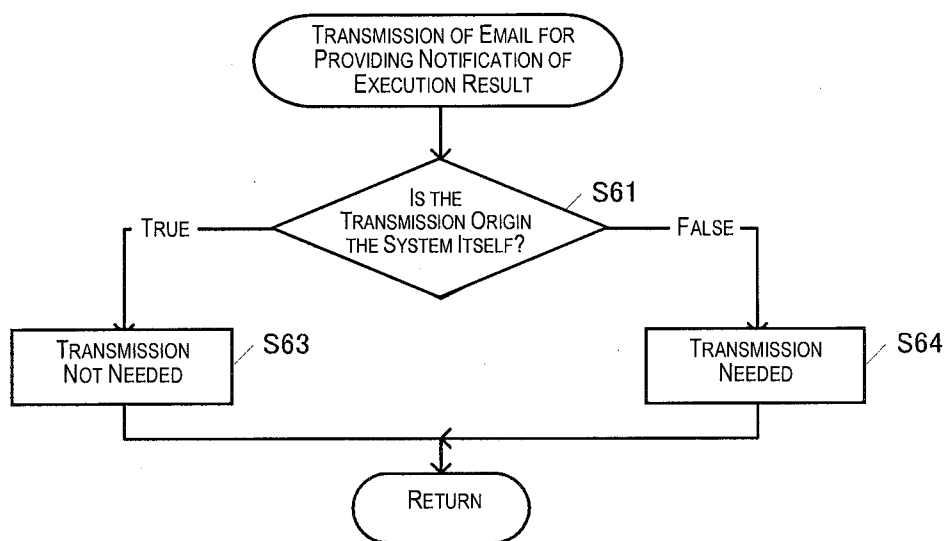 TRANSMISSION OF EMAIL FOR
PROVIDING NOTIFICATION OF
EXECUTION RESULT
IS THE
TRANSMISSION ORIGIN
THE SYSTEM ITSELF?
S61
TRUE
FALSE
TRANSMISSION
NOT NEEDED
S63
TRANSMISSION
NEEDED
S64
RETURN